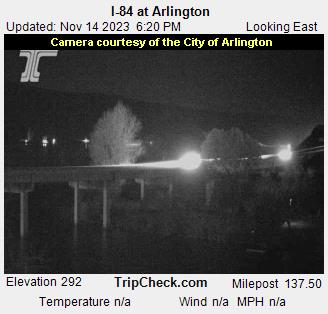 I-84 at Arlington
Updated: Nov 14 2023 6:20 PM Looking East
Camera courtesy of the City of Arlington
Elevation 292 TripCheck.com Milepost 137.50
Temperature n/a Wind n/a MPH n/a